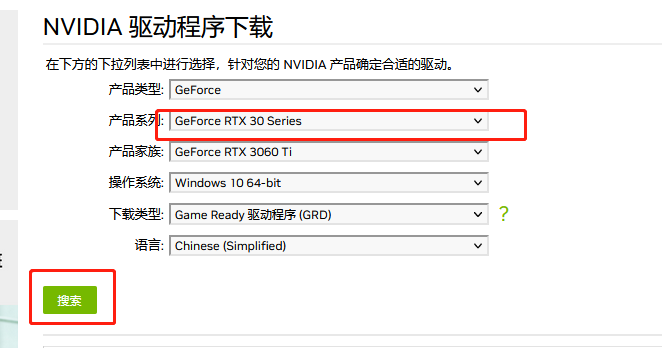 NVIDIA 驱动程序下载
在下方的下拉列表中进行选择，针对您的 NVIDIA 产品确定合适的驱动。
产品类型: GeForce
产品系列: GeForce RTX 30 Series
产品家族: GeForce RTX 3060 Ti
操作系统: Windows 10 64-bit
下载类型: Game Ready 驱动程序 (GRD) ?
语言: Chinese (Simplified)
搜索